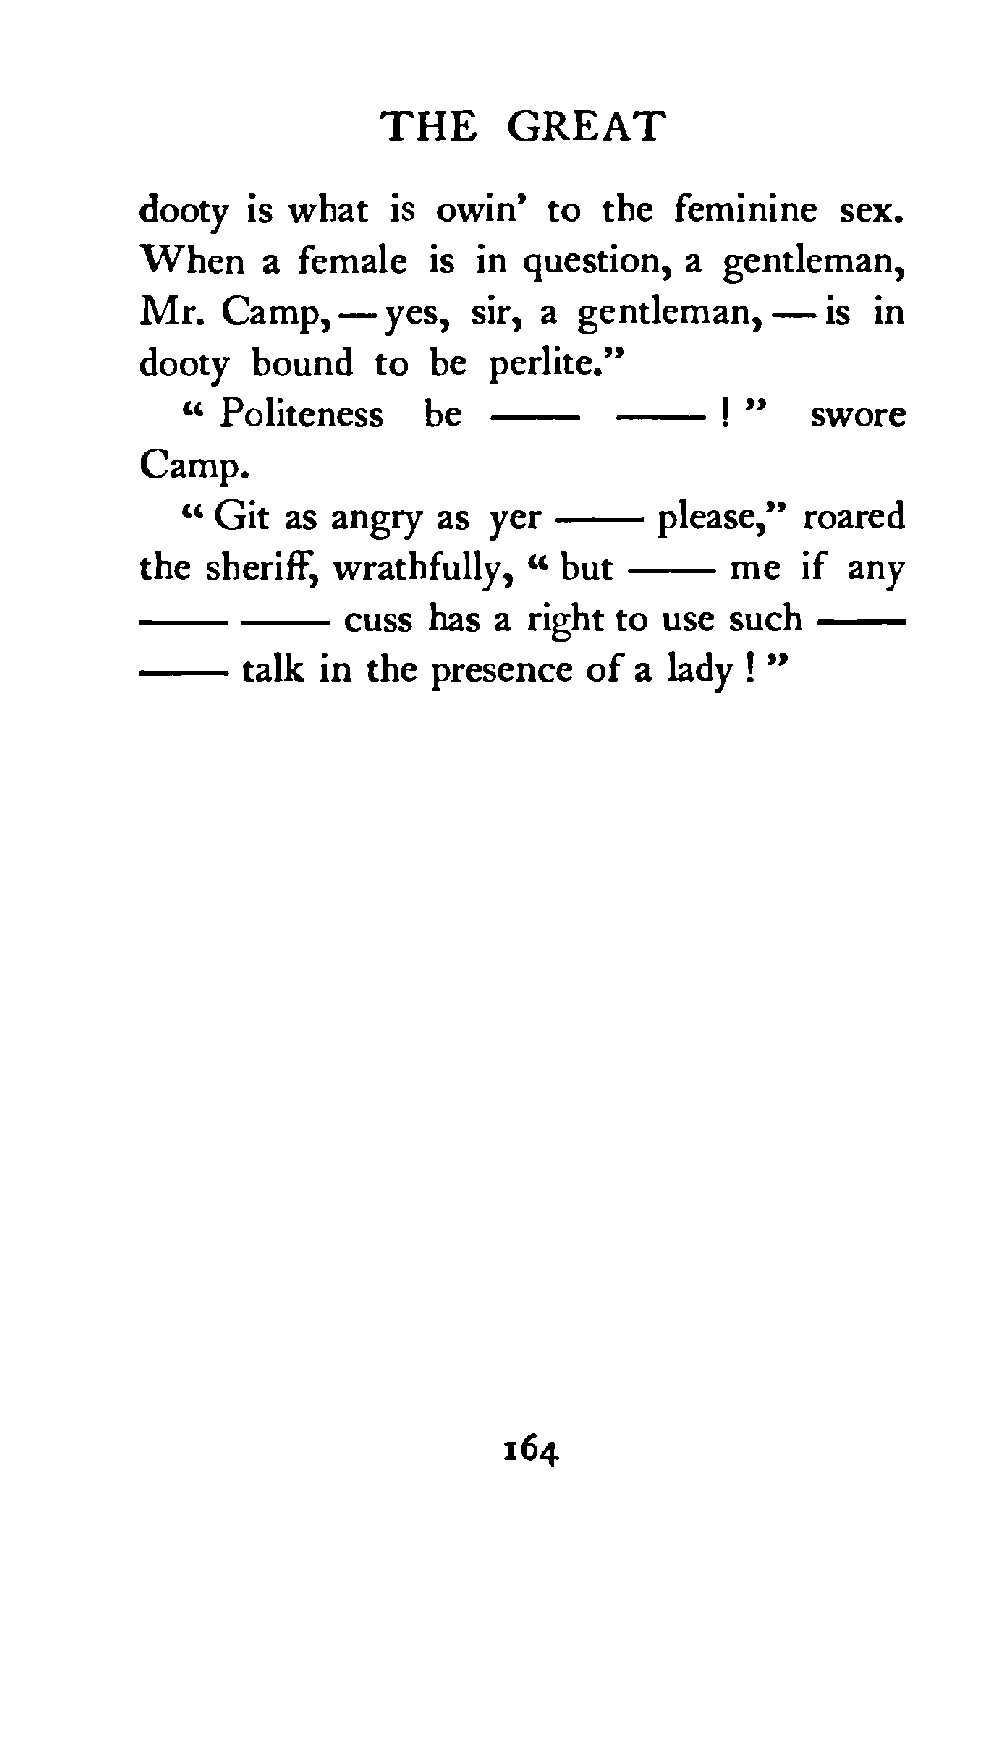 THE GREAT
dooty is what is owin' to the feminine sex.
When a female is in question, a gentleman,
Mr. Camp, — yes, sir, a gentleman, — is in
dooty bound to be perlite."
" Politeness be —— —— ! " swore
Camp.
" Git as angry as yer —— please," roared
the sheriff, wrathfully, " but —— me if any
—— —— cuss has a right to use such ——
—— talk in the presence of a lady ! "
164